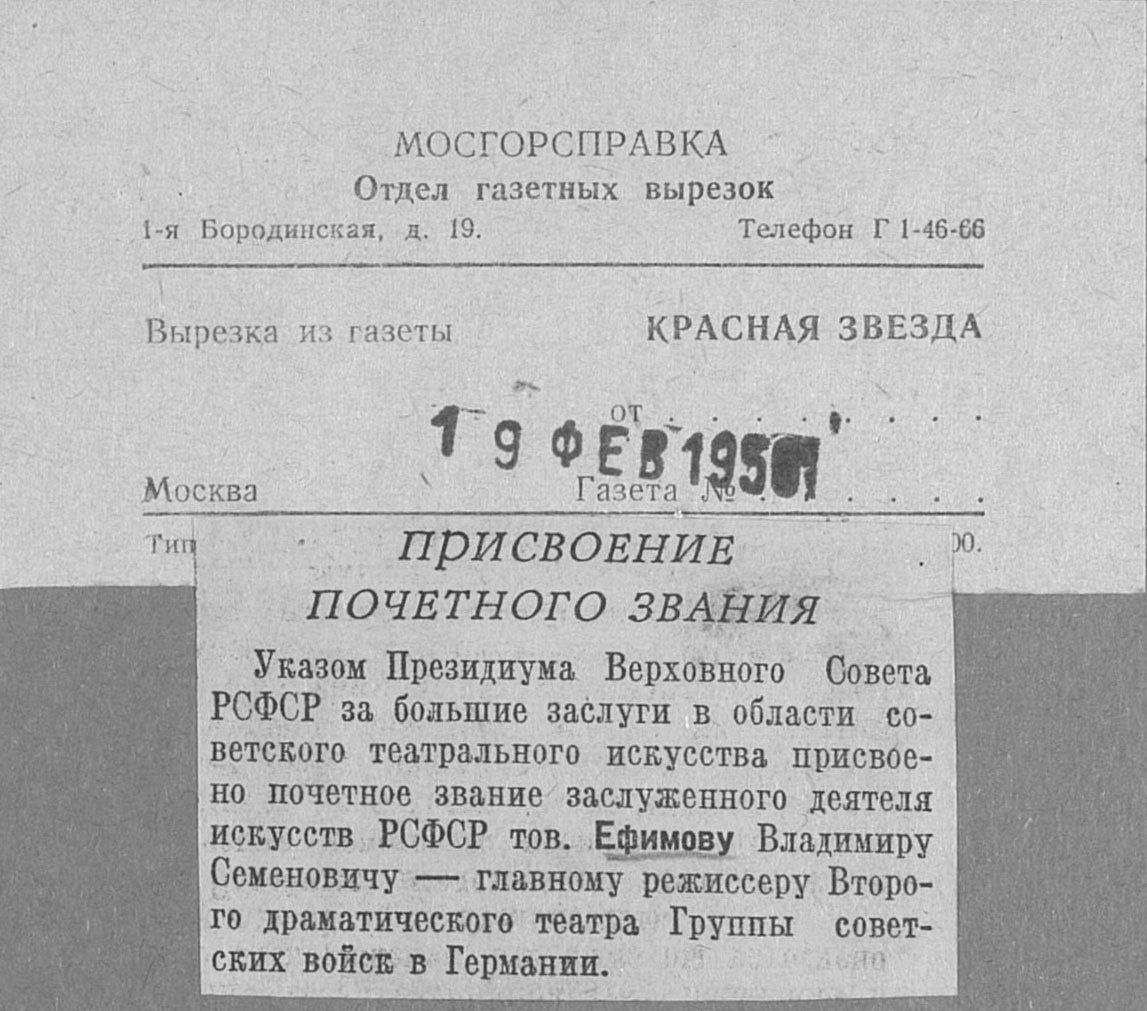 МОСГОРСПРАВКА
Отдел газетных вырезок
1-я Бородинская, д. 19. Телефон Г 1-46-66
Вырезка из газеты КРАСНАЯ ЗВЕЗДА
от . . . . . . . . .
19 ФЕВ 195
Москва Газета № . . . . . .
Тип 00.
ПРИСВОЕНИЕ
ПОЧЕТНОГО ЗВАНИЯ
Указом Президиума Верховного Совета
РСФСР за большие заслуги в области со-
ветского театрального искусства присвое-
но почетное звание заслуженного деятеля
искусств РСФСР тов. Ефимову Владимиру
Семеновичу — главному режиссеру Второ-
го драматического театра Группы совет-
ских войск в Германии.